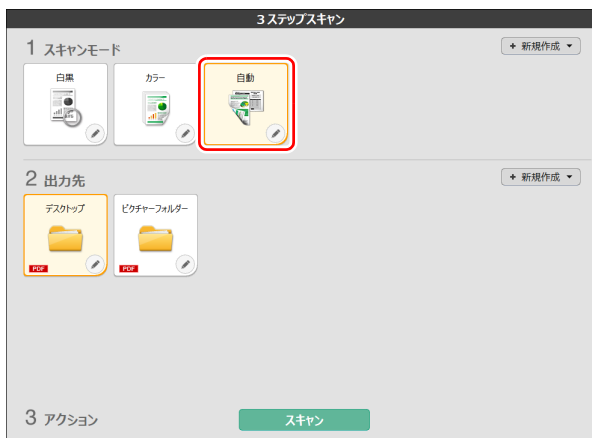 3ステップスキャン
1 スキャンモード
+ 新規作成
白黒
カラー
自動
2 出力先
+ 新規作成
デスクトップ
ピクチャーフォルダー
PDF
PDF
3 アクション
スキャン